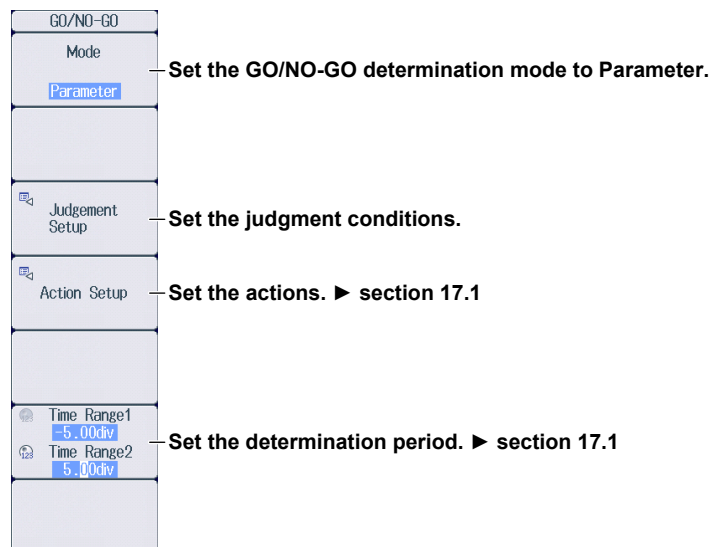 GO/NO-GO
Mode
Parameter
Set the GO/NO-GO determination mode to Parameter.
Judgement
Setup
Set the judgment conditions.
Action Setup
Set the actions. ► section 17.1
Time Range1
-5.00div
Time Range2
5.00div
Set the determination period. ► section 17.1